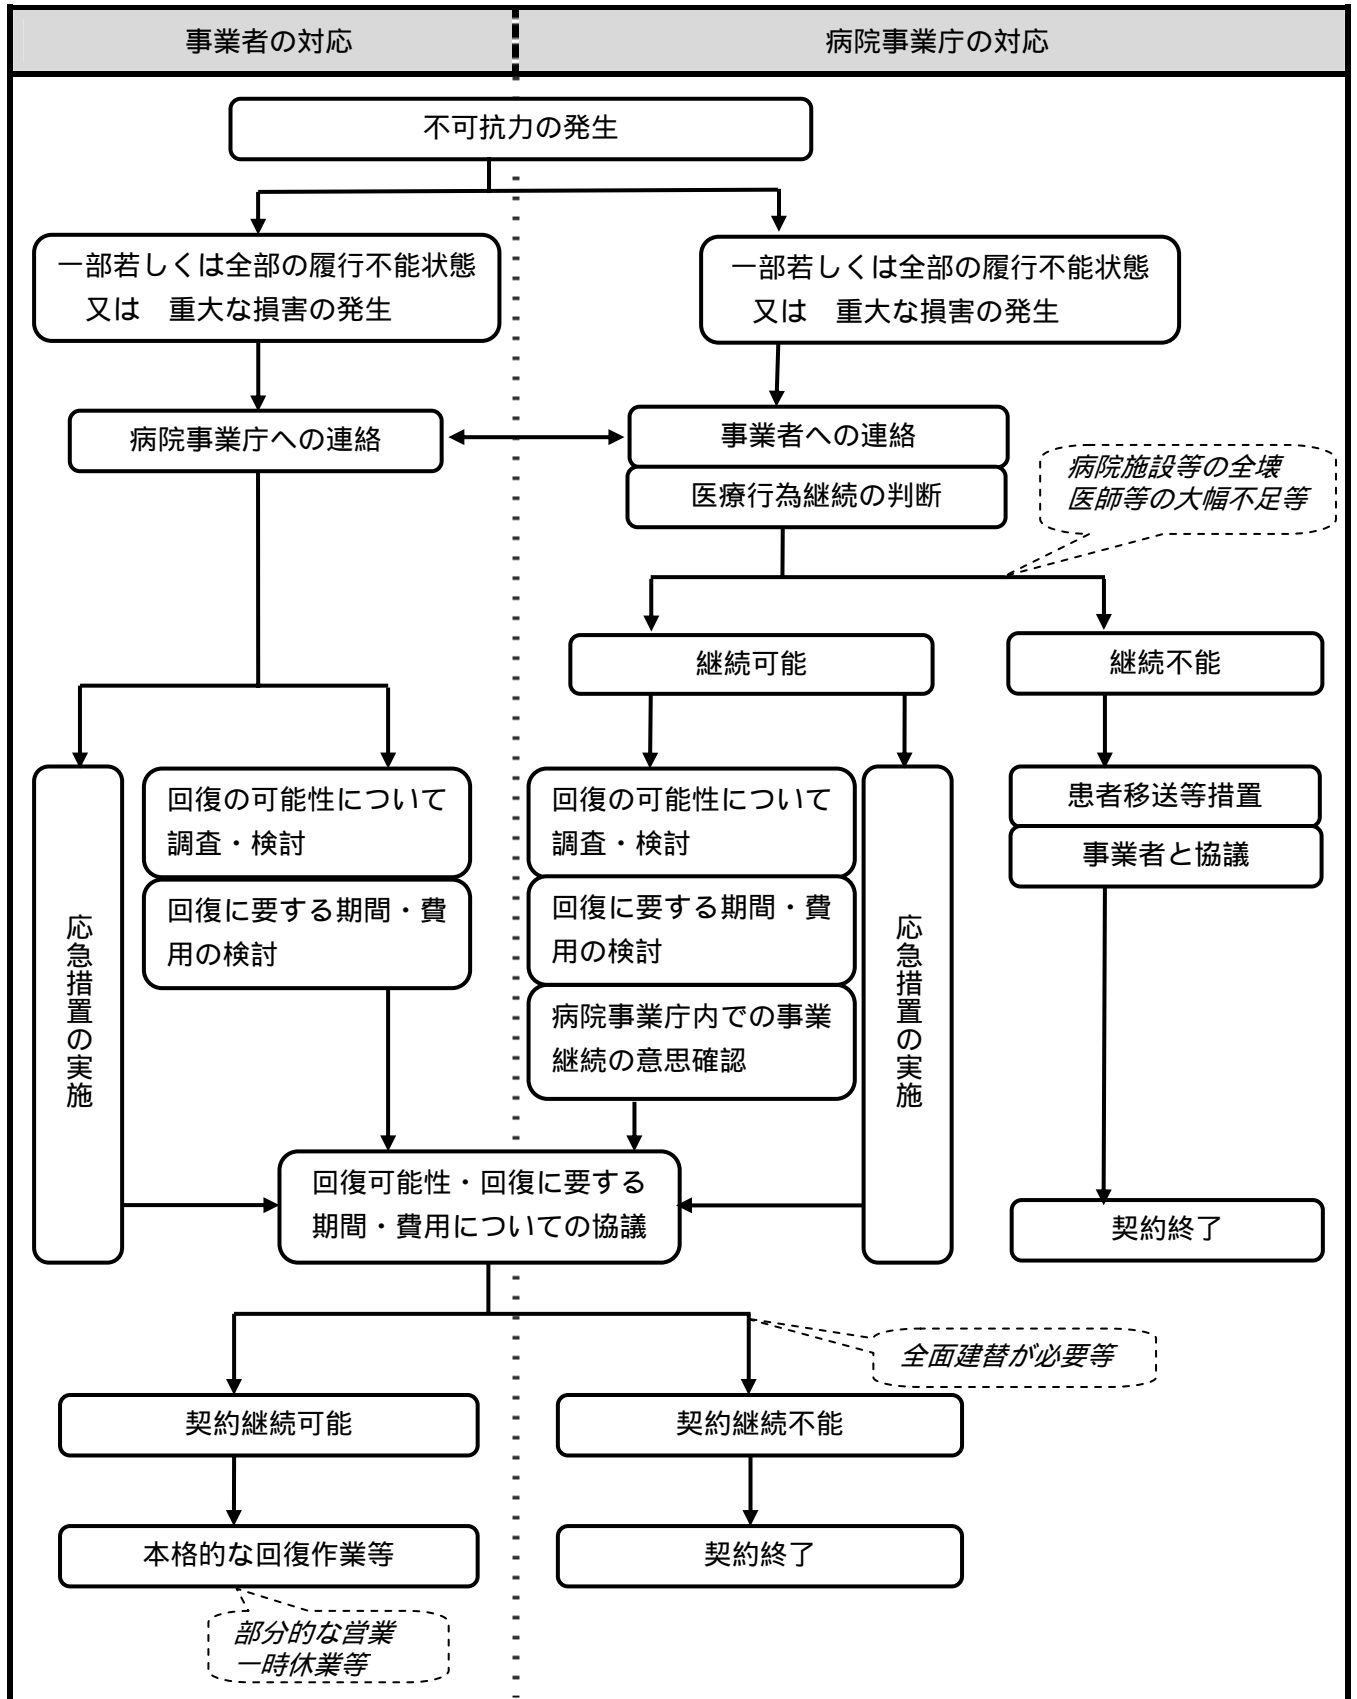 事業者の対応
病院事業庁の対応
不可抗力の発生
一部若しくは全部の履行不能状態
又は　重大な損害の発生
一部若しくは全部の履行不能状態
又は　重大な損害の発生
病院事業庁への連絡
事業者への連絡
医療行為継続の判断
病院施設等の全壊
医師等の大幅不足等
継続可能
継続不能
応急措置の実施
回復の可能性について
調査・検討
回復に要する期間・費
用の検討
回復の可能性について
調査・検討
回復に要する期間・費
用の検討
病院事業庁内での事業
継続の意思確認
応急措置の実施
患者移送等措置
事業者と協議
回復可能性・回復に要する
期間・費用についての協議
契約終了
全面建替が必要等
契約継続可能
契約継続不能
本格的な回復作業等
契約終了
部分的な営業
一時休業等